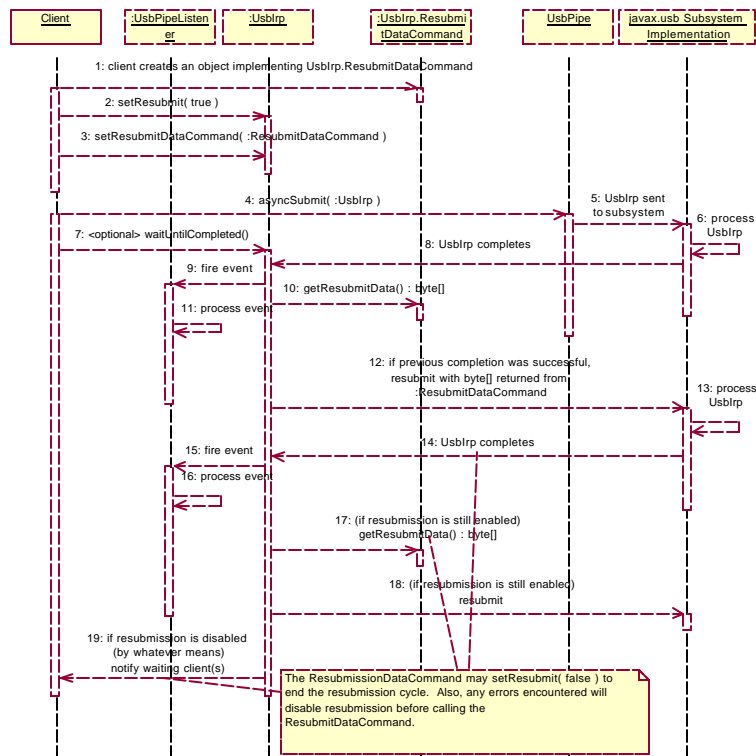 Client
:UsbPipeListen
er
:UsbIrp
:UsbIrp.Resubmi
tDataCommand
UsbPipe
javax.usb Subsystem
Implementation
1: client creates an object implementing UsbIrp.ResubmitDataCommand
2: setResubmit( true )
3: setResubmitDataCommand( :ResubmitDataCommand )
4: asyncSubmit( :UsbIrp )
5: UsbIrp sent
to subsystem
6: process
UsbIrp
7: <optional> waitUntilCompleted()
8: UsbIrp completes
9: fire event
10: getResubmitData() : byte[]
11: process event
12: if previous completion was successful,
resubmit with byte[] returned from
:ResubmitDataCommand
13: process
UsbIrp
14: UsbIrp completes
15: fire event
16: process event
17: (if resubmission is still enabled)
getResubmitData() : byte[]
18: (if resubmission is still enabled)
resubmit
19: if resubmission is disabled
(by whatever means)
notify waiting client(s)
The ResubmissionDataCommand may setResubmit( false ) to
end the resubmission cycle. Also, any errors encountered will
disable resubmission before calling the
ResubmitDataCommand.